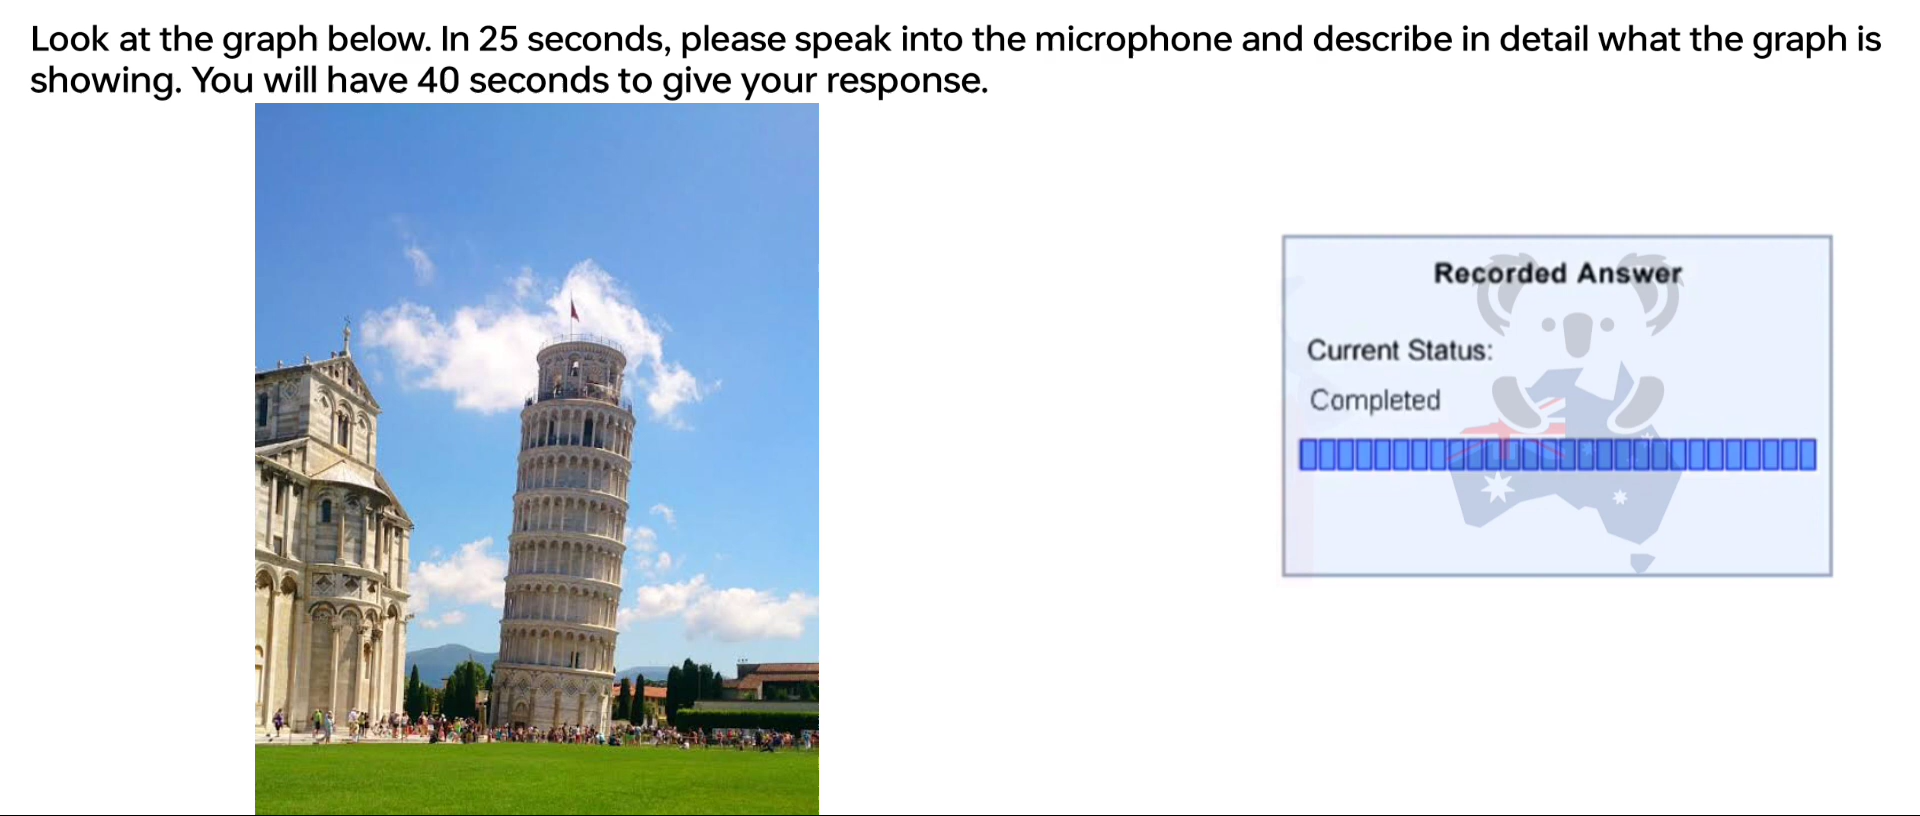 Look at the graph below. In 25 seconds, please speak into the microphone and describe in detail what the graph is
showing. You will have 40 seconds to give your response.
Recorded Answer
Current Status:
Completed